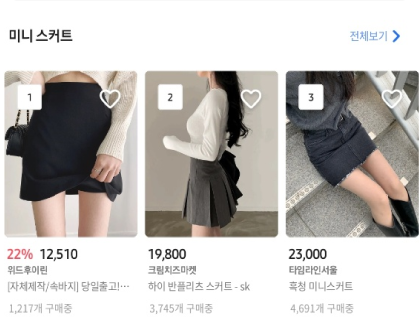 미니 스커트
전체보기
1
2
3
22% 12,510
위드후이린
[자체제작/속바지] 당일출고!…
1,217개 구매중
19,800
크림치즈마켓
하이 반플리츠 스커트 - sk
3,745개 구매중
23,000
타임라인서울
흑청 미니스커트
4,691개 구매중